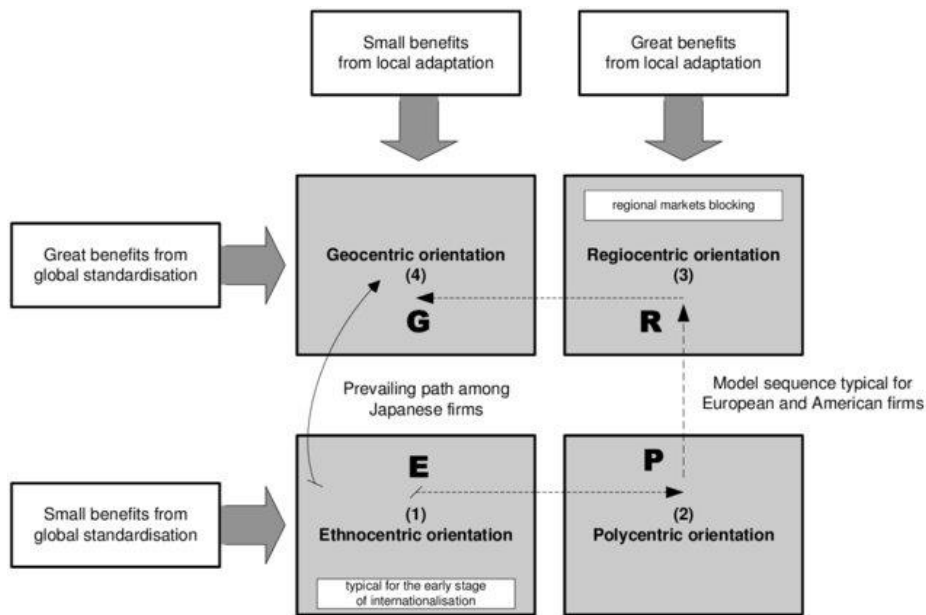 Small benefits
from local adaptation
Great benefits
from local adaptation
Great benefits from
global standardisation
Geocentric orientation
(4)
G
regional markets blocking
Regiocentric orientation
(3)
R
Prevailing path among
Japanese firms
Model sequence typical for
European and American firms
Small benefits from
global standardisation
E
(1)
Ethnocentric orientation
typical for the early stage
of internationalisation
P
(2)
Polycentric orientation